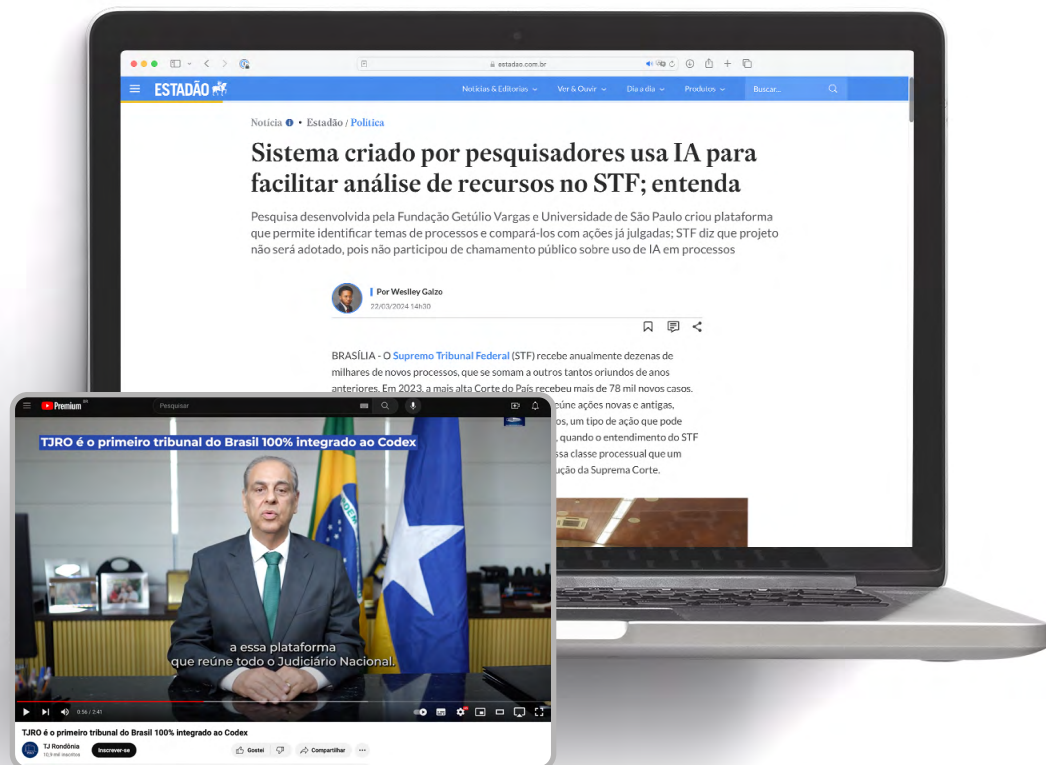 estadao.com.br
ESTADÃO
Notícias & Editorias
Ver & Ouvir
Dia a dia
Produtos
Buscar...
Notícia • Estadão / Política
Sistema criado por pesquisadores usa IA para
facilitar análise de recursos no STF; entenda
Pesquisa desenvolvida pela Fundação Getúlio Vargas e Universidade de São Paulo criou plataforma
que permite identificar temas de processos e compará-los com ações já julgadas; STF diz que projeto
não será adotado, pois não participou de chamamento público sobre uso de IA em processos
Por Weslley Galzo
22/03/2024 14h30
BRASÍLIA - O Supremo Tribunal Federal (STF) recebe anualmente dezenas de
milhares de novos processos, que se somam a outros tantos oriundos de anos
anteriores. Em 2023, a mais alta Corte do País recebeu mais de 78 mil novos casos.
eúne ações novas e antigas,
os, um tipo de ação que pode
, quando o entendimento do STF
ssa classe processual que um
ução da Suprema Corte.
Premium BR
Pesquisar
TJRO é o primeiro tribunal do Brasil 100% integrado ao Codex
a essa plataforma
que reúne todo o Judiciário Nacional.
0:56 / 2:41
TJRO é o primeiro tribunal do Brasil 100% integrado ao Codex
TJ Rondônia
10,9 mil inscritos
Inscrever-se
Gostei
Compartilhar